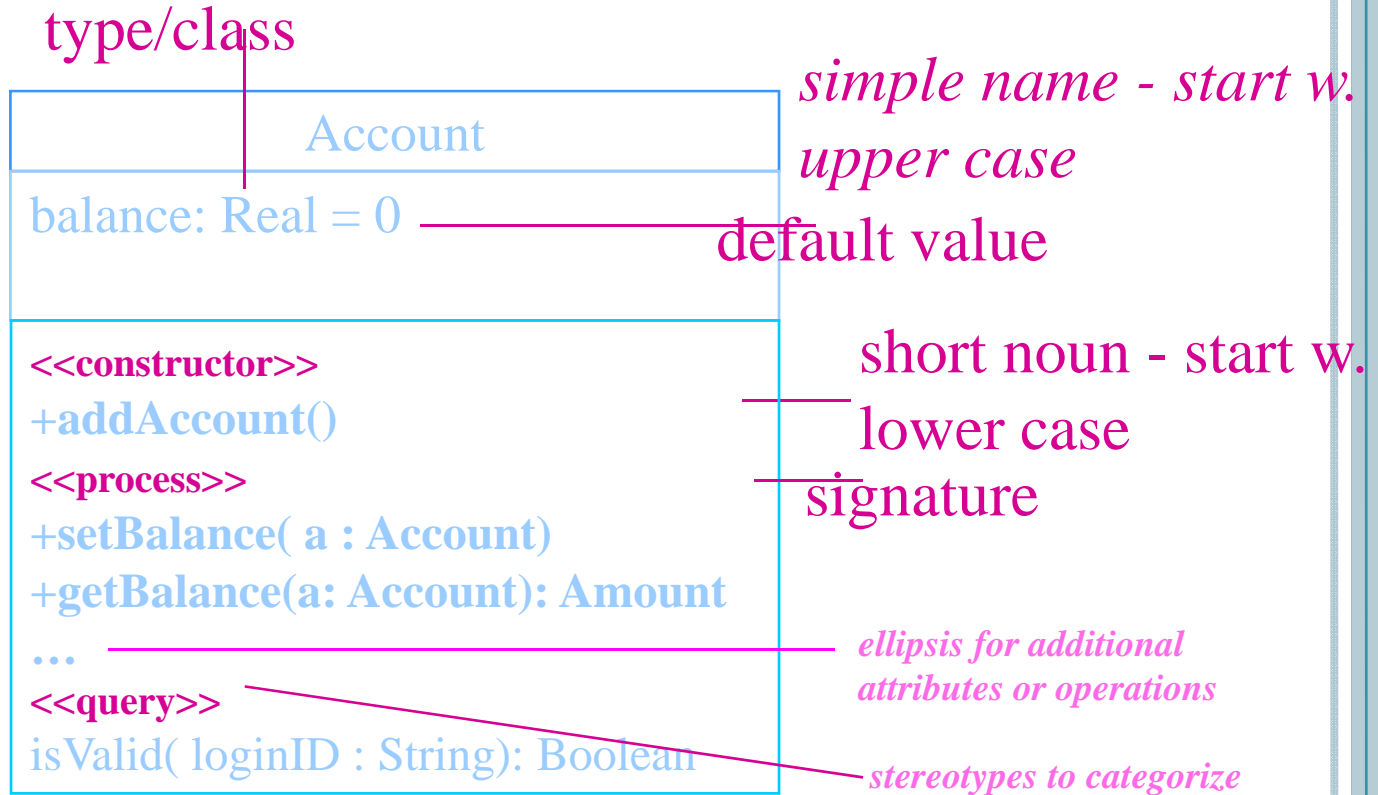 type/class
simple name - start w.
upper case
Account
balance: Real = 0
default value
<<constructor>>
short noun - start w.
lower case
+addAccount()
<<process>>
signature
+setBalance( a : Account)
+getBalance(a: Account): Amount
...
ellipsis for additional
attributes or operations
<<query>>
isValid( loginID : String): Boolean
stereotypes to categorize